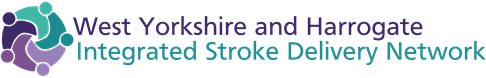 West Yorkshire and Harrogate
Integrated Stroke Delivery Network